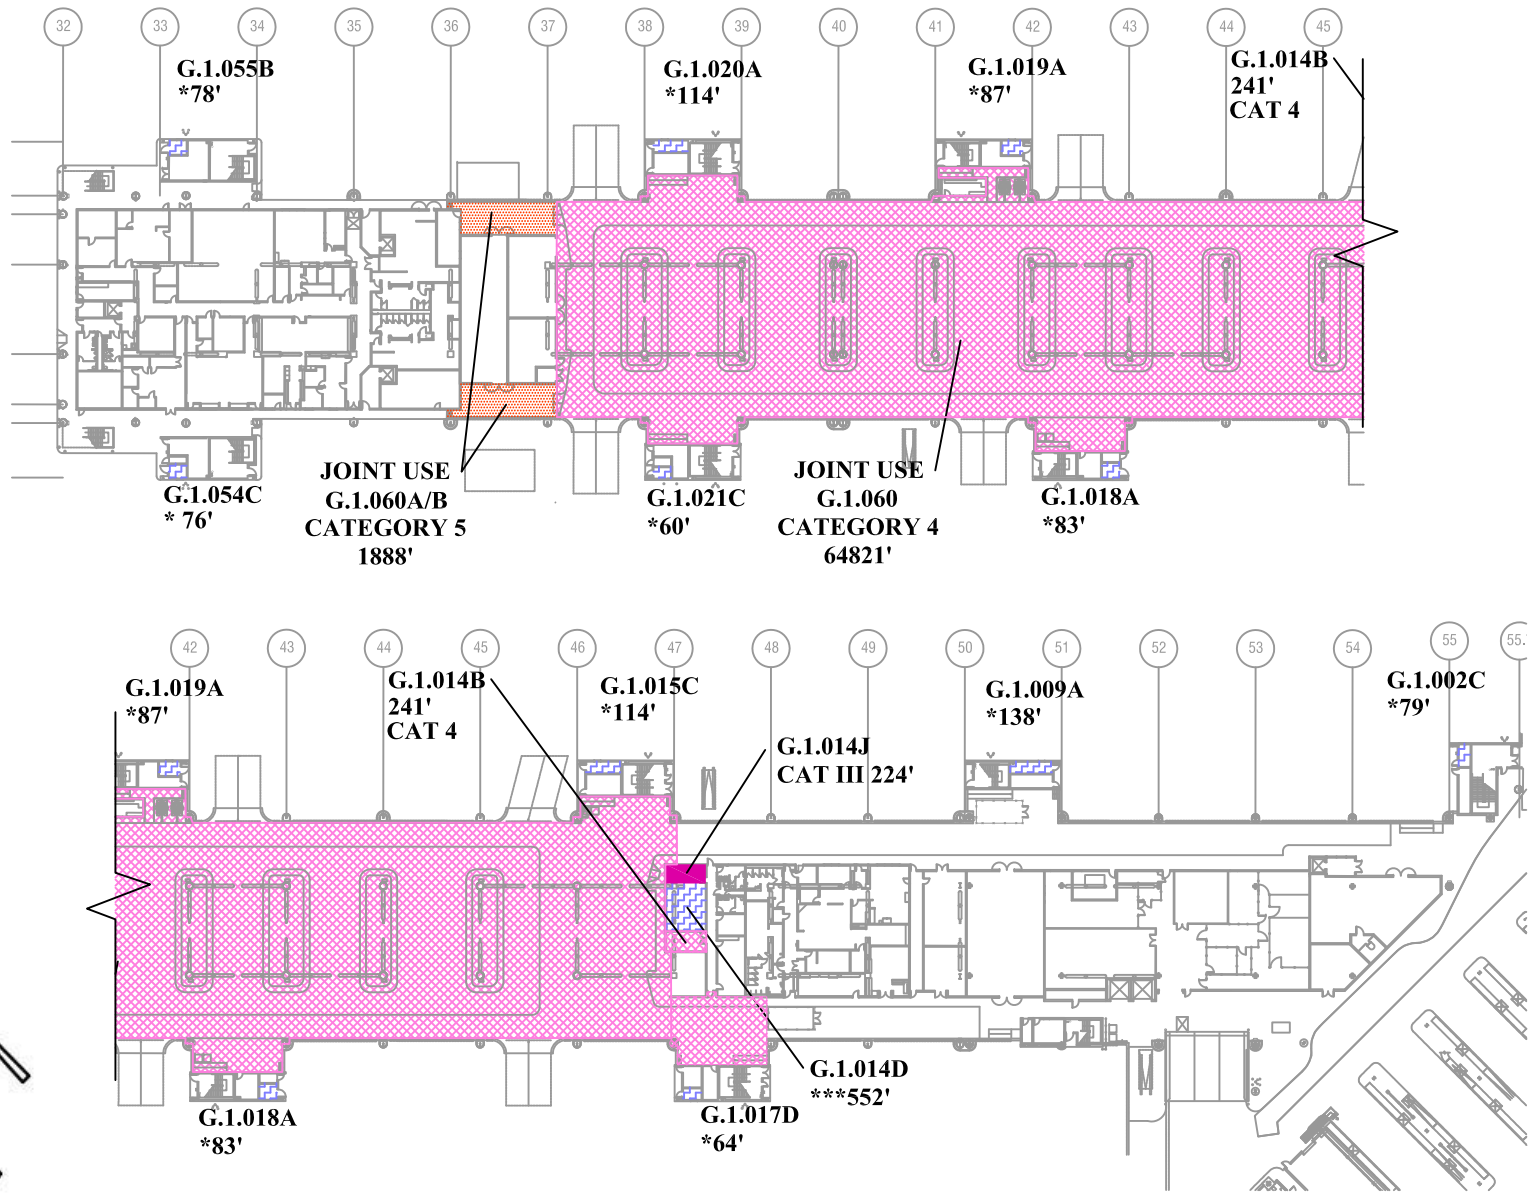 32 33 34 35 36 37 38 39 40 41 42 43 44 45
G.1.055B
*78'
G.1.020A
*114'
G.1.019A
*87'
G.1.014B
241'
CAT 4
G.1.054C
* 76'
JOINT USE
G.1.060A/B
CATEGORY 5
1888'
G.1.021C
*60'
JOINT USE
G.1.060
CATEGORY 4
64821'
G.1.018A
*83'
42 43 44 45 46 47 48 49 50 51 52 53 54 55 55.
G.1.019A
*87'
G.1.014B
241'
CAT 4
G.1.015C
*114'
G.1.014J
CAT III 224'
G.1.009A
*138'
G.1.002C
*79'
G.1.018A
*83'
G.1.017D
*64'
G.1.014D
***552'